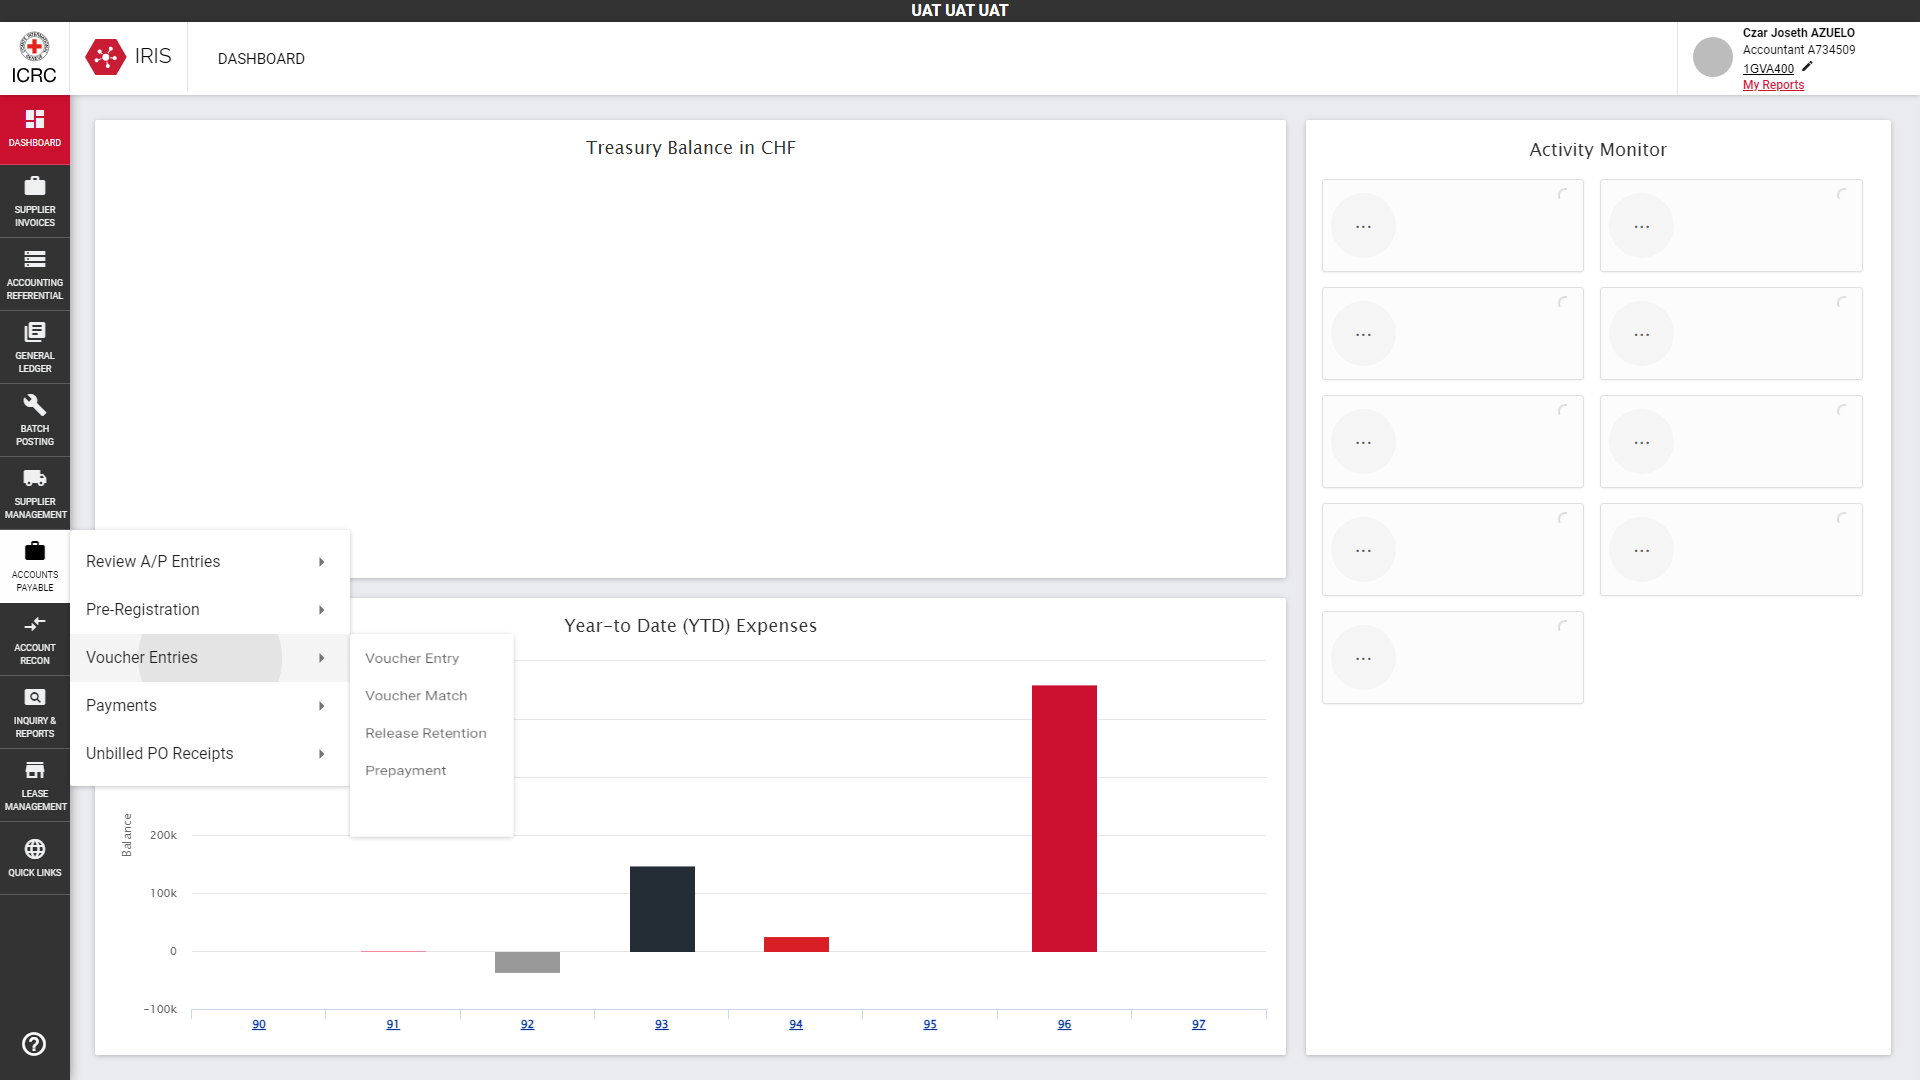 UAT UAT UAT
ICRC
IRIS
DASHBOARD
Czar Joseth AZUELO
Accountant A734509
1GVA400
My Reports
DASHBOARD
SUPPLIER
INVOICES
ACCOUNTING
REFERENTIAL
GENERAL
LEDGER
BATCH
POSTING
SUPPLIER
MANAGEMENT
ACCOUNTS
PAYABLE
ACCOUNT
RECON
INQUIRY &
REPORTS
LEASE
MANAGEMENT
QUICK LINKS
Treasury Balance in CHF
Review A/P Entries
Pre-Registration
Voucher Entries
Payments
Unbilled PO Receipts
Voucher Entry
Voucher Match
Release Retention
Prepayment
Year-to Date (YTD) Expenses
Balance
200k
100k
0
-100k
90 91 92 93 94 95 96 97
Activity Monitor
... ...
... ...
... ...
... ...
...